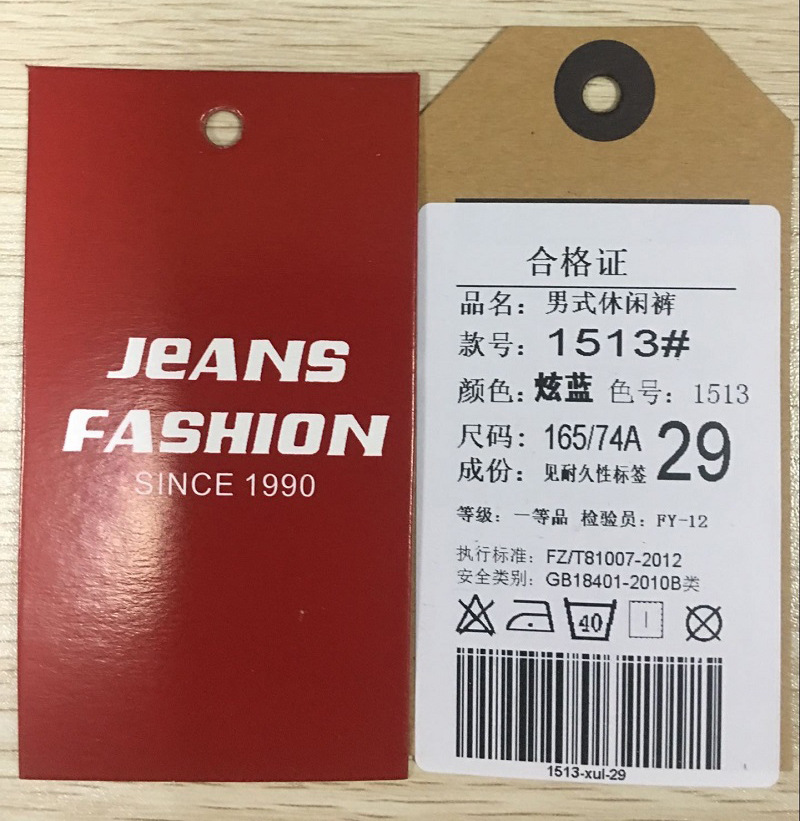 JEANS
FASHION
SINCE 1990
合格证
品名：男式休闲裤
款号：1513#
颜色：炫蓝 色号：1513
尺码：165/74A 29
成份：见耐久性标签
等级：一等品 检验员：FY-12
执行标准：FZ/T81007-2012
安全类别：GB18401-2010B类
40
1513-xul-29